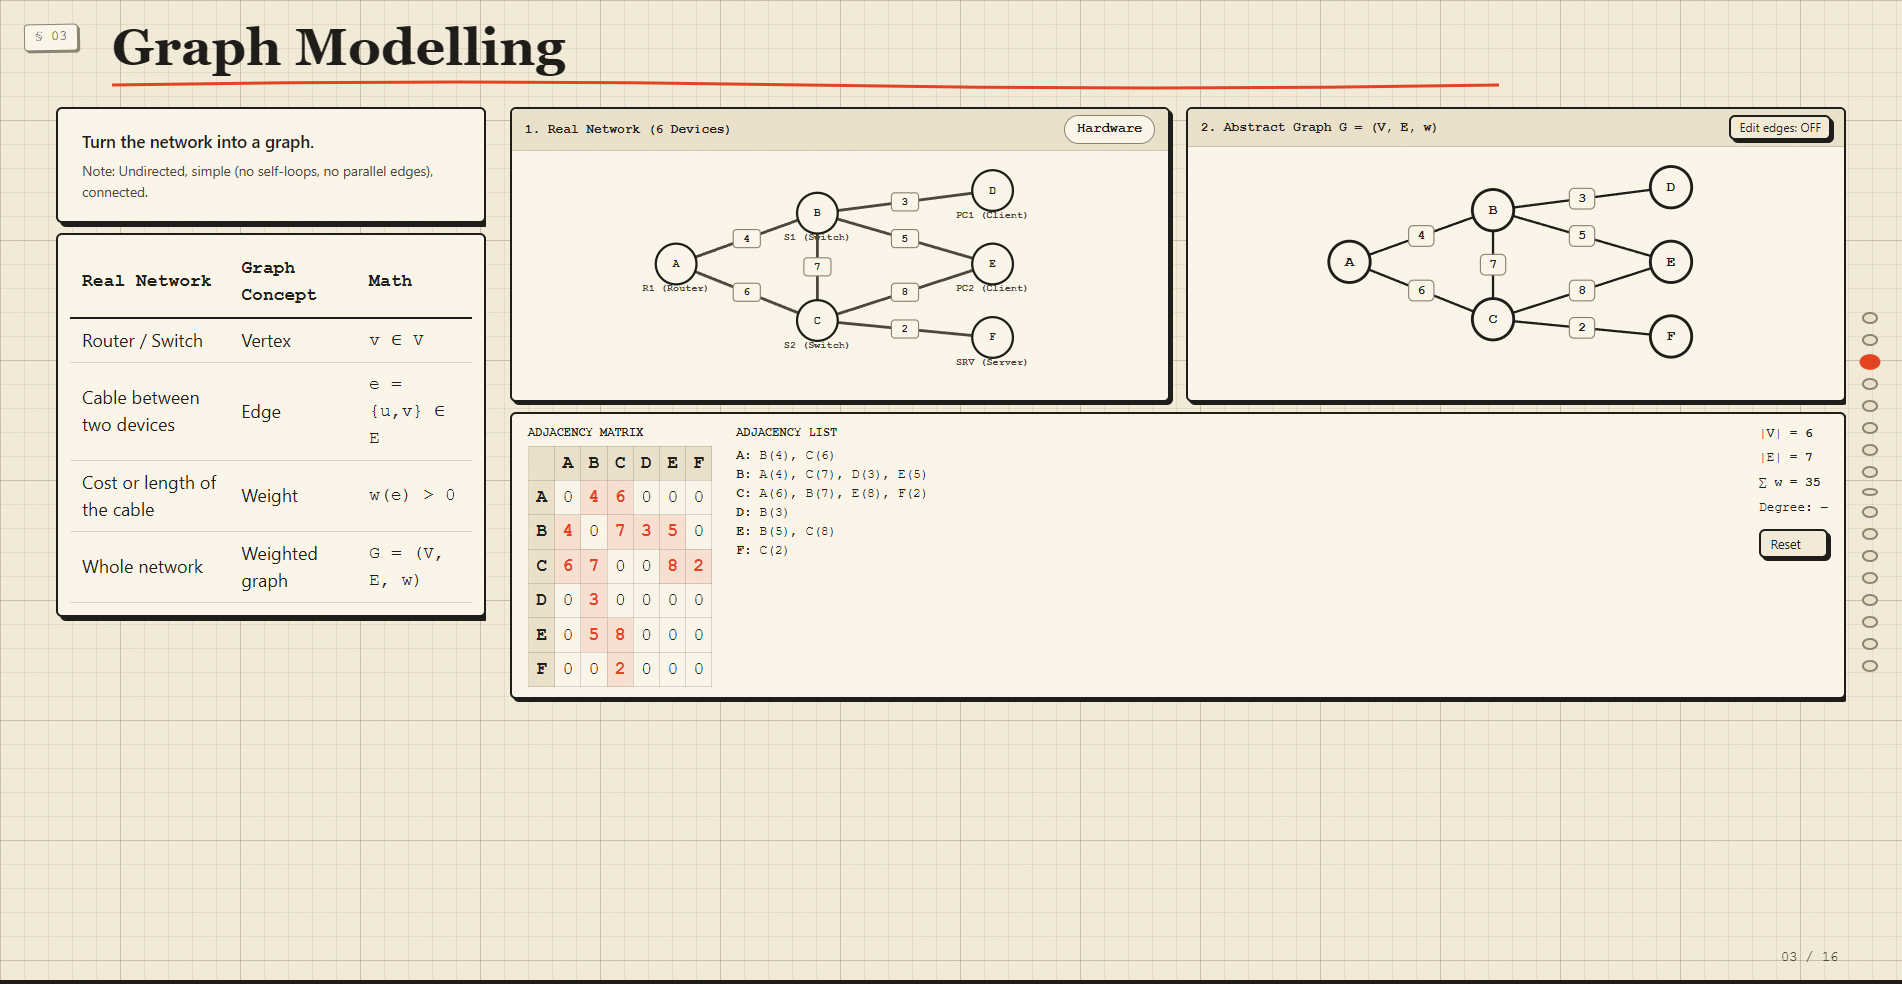 § 03
Graph Modelling
Turn the network into a graph.
Note: Undirected, simple (no self-loops, no parallel edges),
connected.
Real Network Graph Concept Math
Router / Switch Vertex v ∈ V
Cable between two devices Edge e = {u,v} ∈ E
Cost or length of the cable Weight w(e) > 0
Whole network Weighted graph G = (V, E, w)
1. Real Network (6 Devices)
Hardware
D
PC1 (Client)
3
B
S1 (Switch)
4
5
A
R1 (Router)
7
E
PC2 (Client)
6
8
C
S2 (Switch)
2
F
SRV (Server)
2. Abstract Graph G = (V, E, w)
Edit edges: OFF
D
3
B
4
5
A
7
E
6
8
C
2
F
ADJACENCY MATRIX
A B C D E F
A 0 4 6 0 0 0
B 4 0 7 3 5 0
C 6 7 0 0 8 2
D 0 3 0 0 0 0
E 0 5 8 0 0 0
F 0 0 2 0 0 0
ADJACENCY LIST
A: B(4), C(6)
B: A(4), C(7), D(3), E(5)
C: A(6), B(7), E(8), F(2)
D: B(3)
E: B(5), C(8)
F: C(2)
|V| = 6
|E| = 7
∑ w = 35
Degree: —
Reset
03 / 16